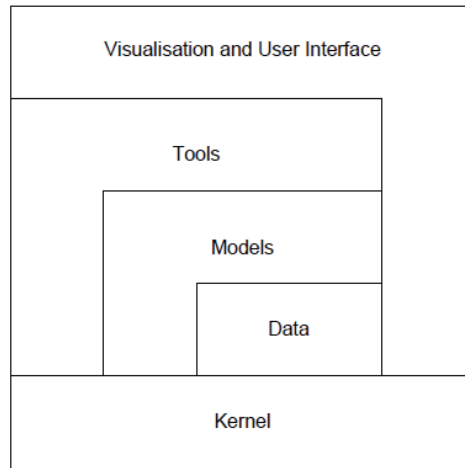 Visualisation and User Interface
Tools
Models
Data
Kernel